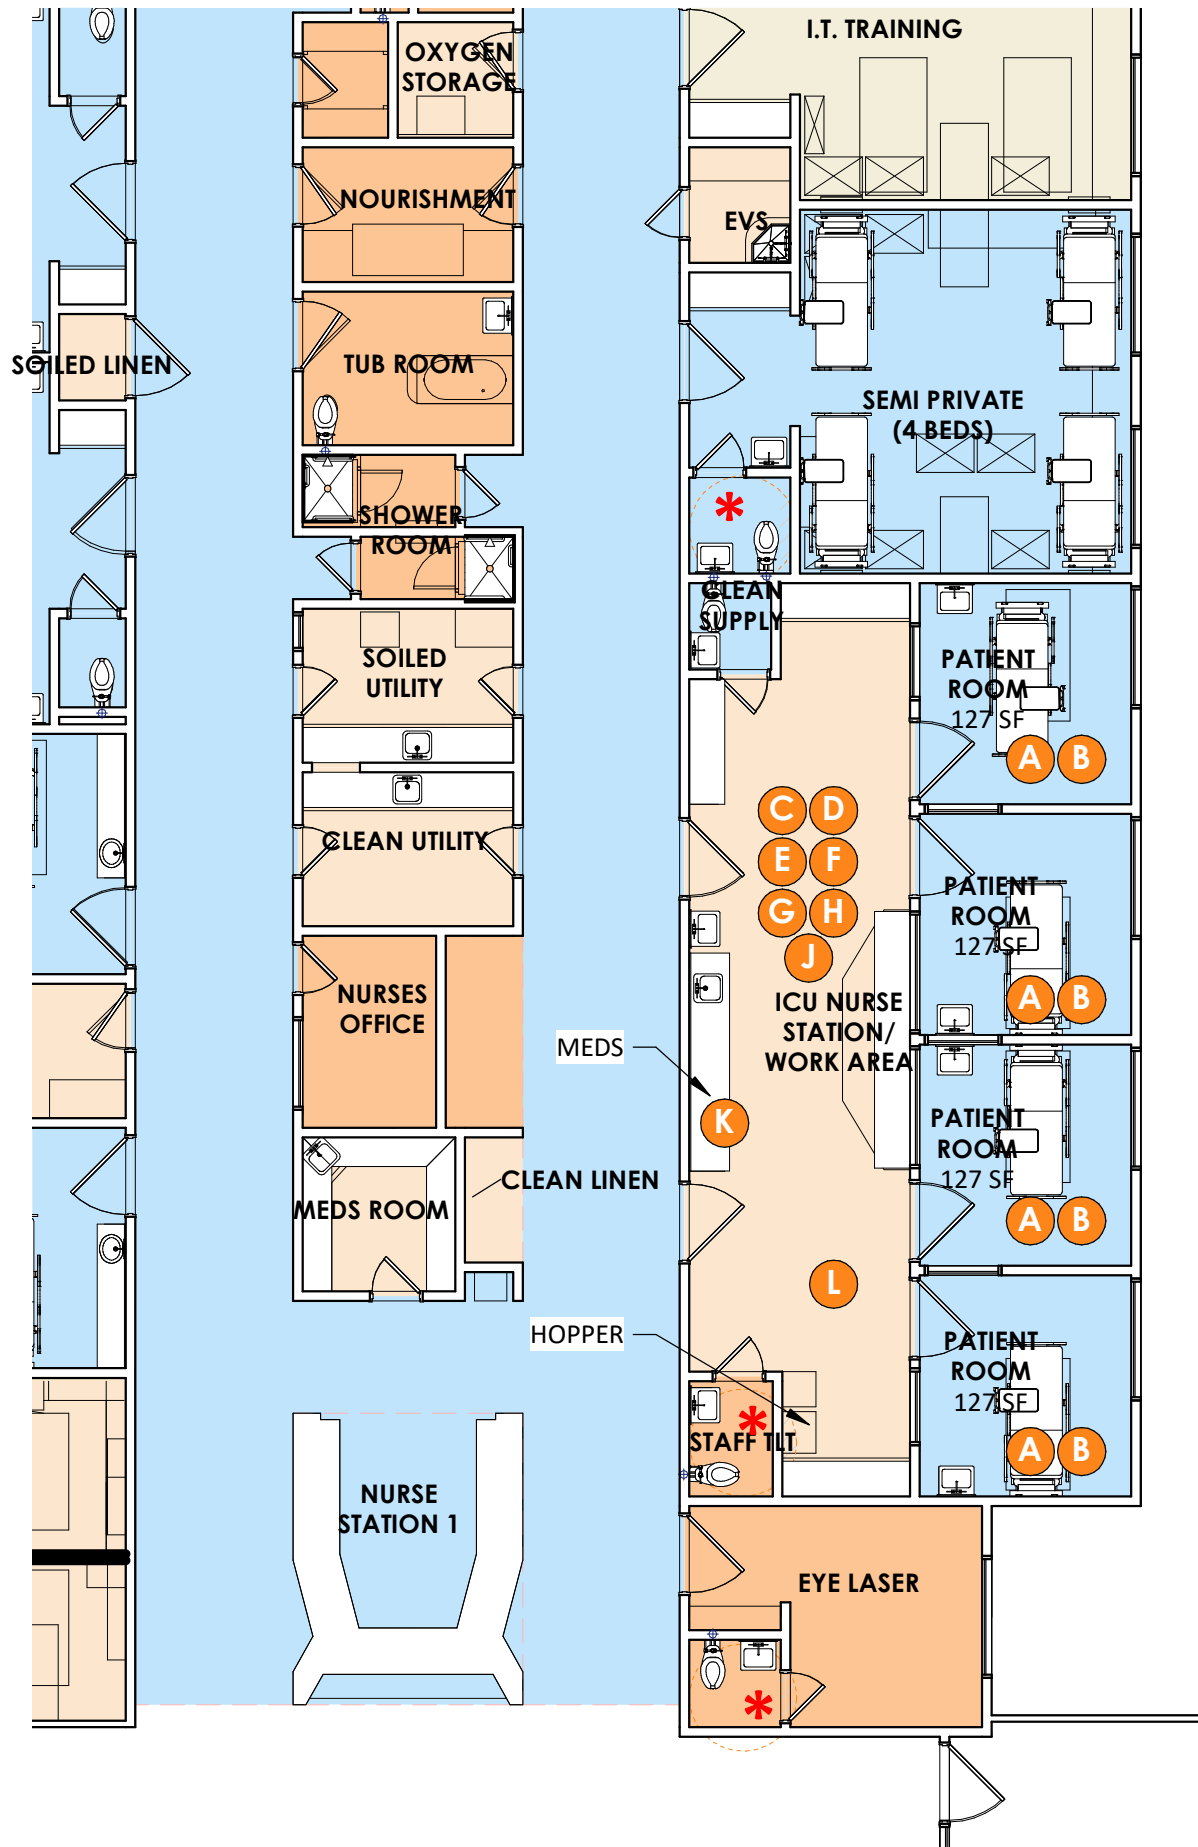 I.T. TRAINING
OXYGEN
STORAGE
NOURISHMENT
EVS
SOILED LINEN
TUB ROOM
SEMI PRIVATE
(4 BEDS)
*
SHOWER
ROOM
CLEAN
SUPPLY
SOILED
UTILITY
PATIENT
ROOM
127 SF
A B
C D
CLEAN UTILITY
E F
G H
J
PATIENT
ROOM
127 SF
A B
NURSES
OFFICE
ICU NURSE
STATION/
WORK AREA
MEDS
K
PATIENT
ROOM
127 SF
A B
CLEAN LINEN
MEDS ROOM
L
HOPPER
PATIENT
ROOM
127 SF
A B
*
STAFF TLT
NURSE
STATION 1
EYE LASER
*